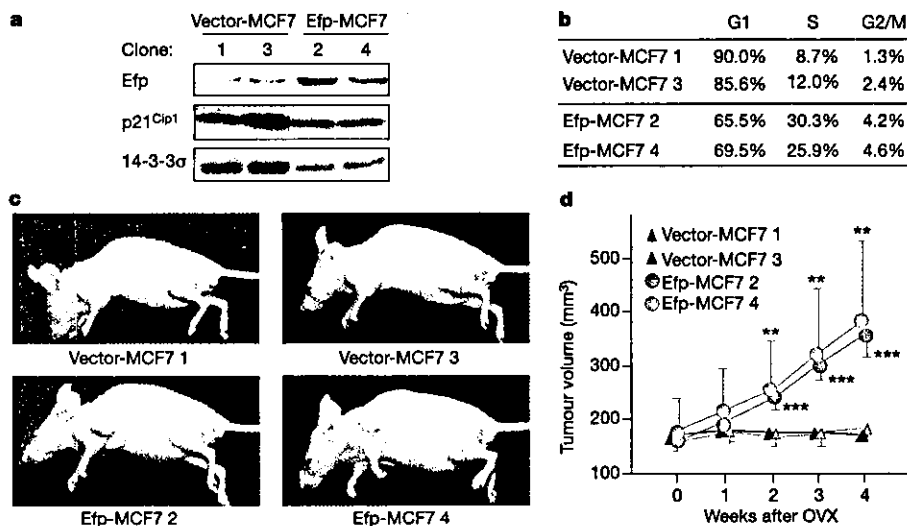 a
Vector-MCF7 Efp-MCF7
Clone: 1 3 2 4
Efp
p21Cip1
14-3-3σ
b
G1 S G2/M
Vector-MCF7 1 90.0% 8.7% 1.3%
Vector-MCF7 3 85.6% 12.0% 2.4%
Efp-MCF7 2 65.5% 30.3% 4.2%
Efp-MCF7 4 69.5% 25.9% 4.6%
c
Vector-MCF7 1
Vector-MCF7 3
Efp-MCF7 2
Efp-MCF7 4
d
Vector-MCF7 1
Vector-MCF7 3
Efp-MCF7 2
Efp-MCF7 4
Tumour volume (mm³)
500
400
300
200
100
** ** **
*** *** ***
0 1 2 3 4
Weeks after OVX